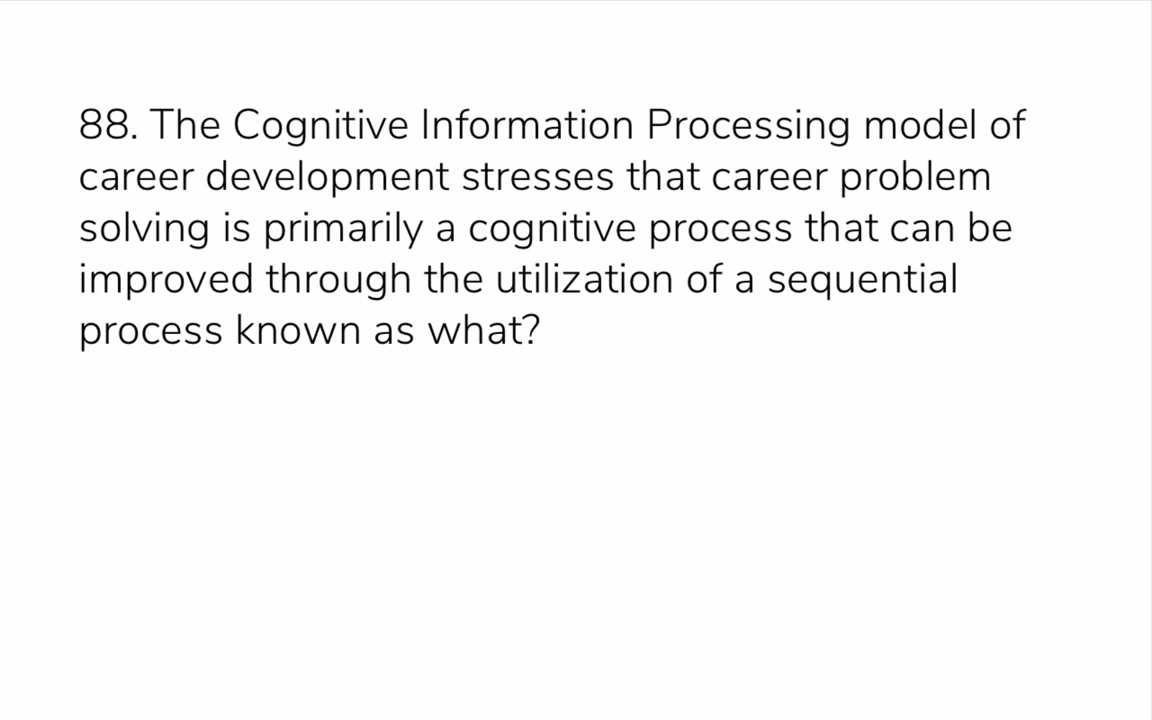 88. The Cognitive Information Processing model of
career development stresses that career problem
solving is primarily a cognitive process that can be
improved through the utilization of a sequential
process known as what?